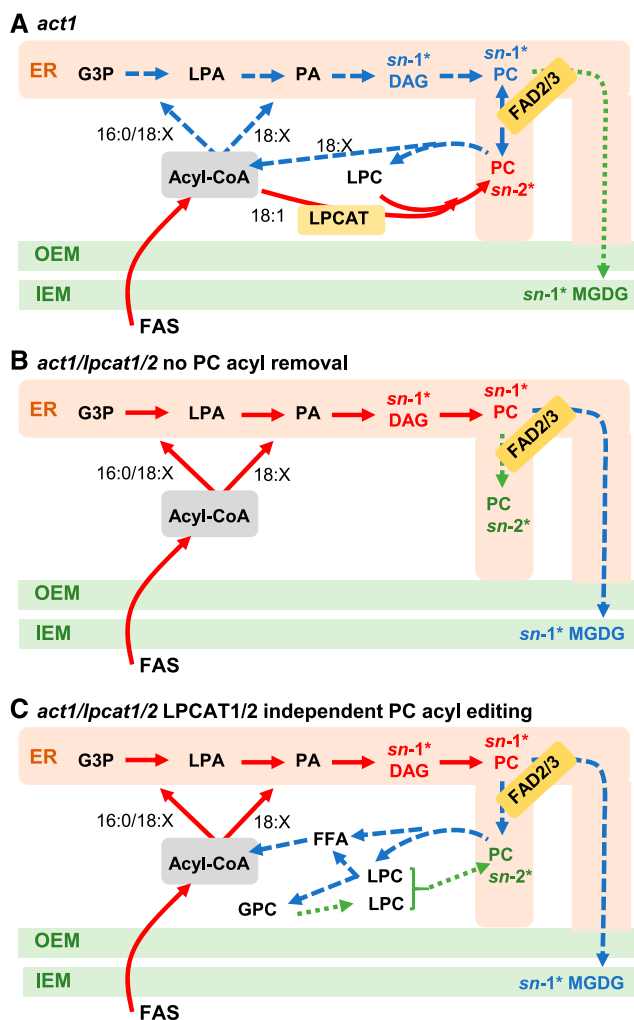 A act1
sn-1* sn-1*
ER G3P LPA PA DAG PC
FAD2/3
16:0/18:X 18:X 18:X
Acyl-CoA LPC PC
sn-2*
18:1 LPCAT
OEM
IEM sn-1* MGDG
FAS
B act1/lpcat1/2 no PC acyl removal
sn-1* sn-1*
ER G3P LPA PA DAG PC
FAD2/3
16:0/18:X 18:X
Acyl-CoA PC
sn-2*
OEM
IEM sn-1* MGDG
FAS
C act1/lpcat1/2 LPCAT1/2 independent PC acyl editing
sn-1* sn-1*
ER G3P LPA PA DAG PC
FAD2/3
16:0/18:X 18:X
FFA
Acyl-CoA PC
LPC sn-2*
GPC LPC
OEM
IEM sn-1* MGDG
FAS